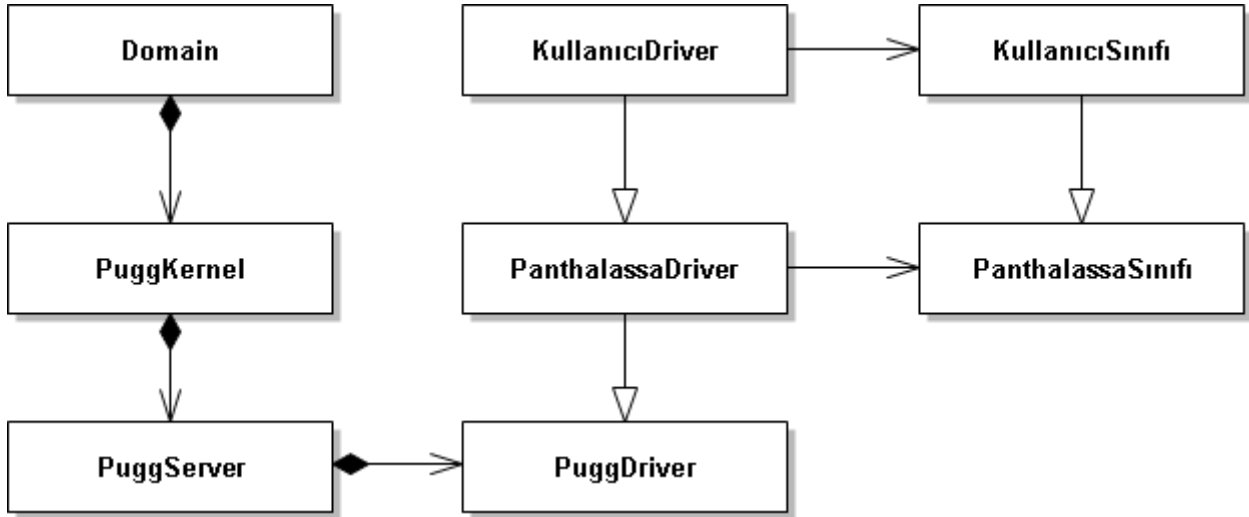 Domain
KullanıcıDriver
KullanıcıSınıfı
PuggKernel
PanthalassaDriver
PanthalassaSınıfı
PuggServer
PuggDriver